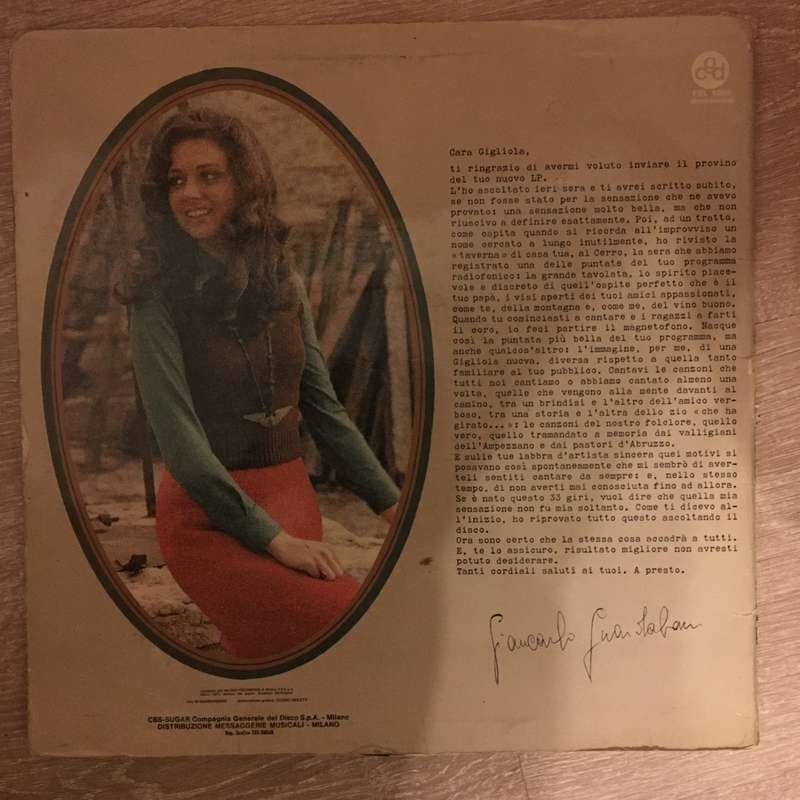 cgd
Cara Gigliola,
ti ringrazio di avermi voluto inviare il provino
del tuo nuovo LP.
L'ho ascoltato ieri sera e ti avrei scritto subito,
se non fosse stato per la sensazione che ne avevo
provato: una sensazione molto bella, ma che non
riuscivo a definire esattamente. Poi, ad un tratto,
come capita quando si ricorda all'improvviso un
nome cercato a lungo inutilmente, ho rivisto la
« taverna » di casa tua, al Cerro, la sera che abbiamo
registrato una delle puntate del tuo programma
radiofonico: la grande tavolata, lo spirito piace-
vole e discreto di quell'ospite perfetto che è il
tuo papà, i visi aperti dei tuoi amici appassionati,
come te, della montagna e, come me, del vino buono.
Quando tu cominciasti a cantare e i ragazzi a farti
il coro, io feci partire il magnetofono. Nacque
così la puntata più bella del tuo programma, ma
anche qualcos'altro: l'immagine, per me, di una
Gigliola nuova, diversa rispetto a quella tanto
familiare al tuo pubblico. Cantavi le canzoni che
tutti noi cantiamo o abbiamo cantato almeno una
volta, quelle che vengono alla mente davanti al
camino, tra un brindisi e l'altro dell'amico ver-
boso, tra una storia e l'altra dello zio « che ha
girato... »: le canzoni del nostro folclore, quello
vero, quello tramandato a memoria dai valligiani
dell'Ampezzano e dai pastori d'Abruzzo.
E sulle tue labbra d'artista sincera quei motivi si
posavano così spontaneamente che mi sembrò di aver-
teli sentiti cantare da sempre: e, nello stesso
tempo, di non averti mai conosciuta fino ad allora.
Se è nato questo 33 giri, vuol dire che quella mia
sensazione non fu mia soltanto. Come ti dicevo al-
l'inizio, ho riprovato tutto questo ascoltando il
disco.
Ora sono certo che la stessa cosa accadrà a tutti.
E, te lo assicuro, risultato migliore non avresti
potuto desiderare.
Tanti cordiali saluti ai tuoi. A presto.
Giancarlo Guardabassi
CBS-SUGAR Compagnia Generale del Disco S.p.A. - Milano
DISTRIBUZIONE MESSAGGERIE MUSICALI - MILANO